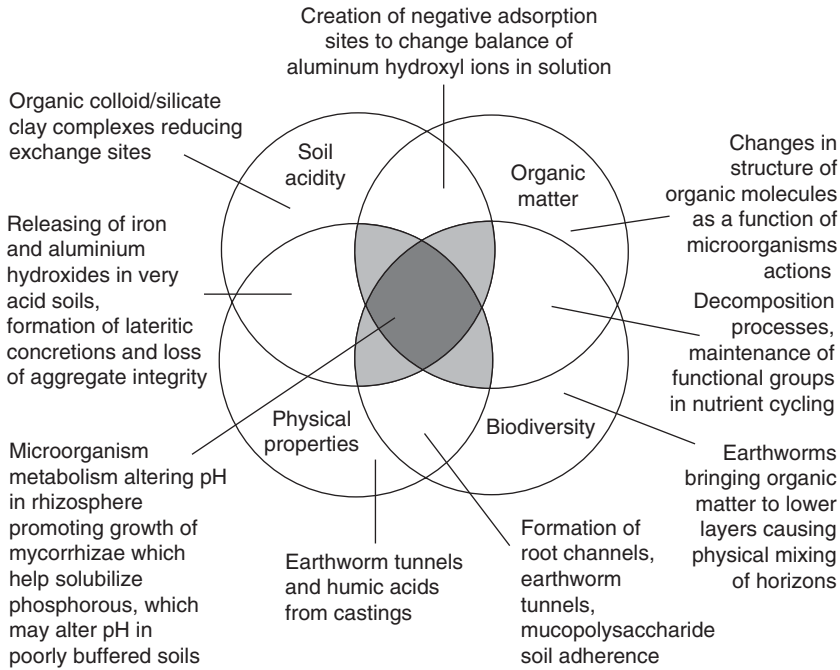 Creation of negative adsorption
sites to change balance of
aluminum hydroxyl ions in solution
Organic colloid/silicate
clay complexes reducing
exchange sites
Soil
acidity
Organic
matter
Changes in
structure of
organic molecules
as a function of
microorganisms
actions
Releasing of iron
and aluminium
hydroxides in very
acid soils,
formation of lateritic
concretions and loss
of aggregate integrity
Decomposition
processes,
maintenance of
functional groups
in nutrient cycling
Physical
properties
Biodiversity
Microorganism
metabolism altering pH
in rhizosphere
promoting growth of
mycorrhizae which
help solubilize
phosphorous, which
may alter pH in
poorly buffered soils
Earthworm tunnels
and humic acids
from castings
Formation of
root channels,
earthworm
tunnels,
mucopolysaccharide
soil adherence
Earthworms
bringing organic
matter to lower
layers causing
physical mixing
of horizons